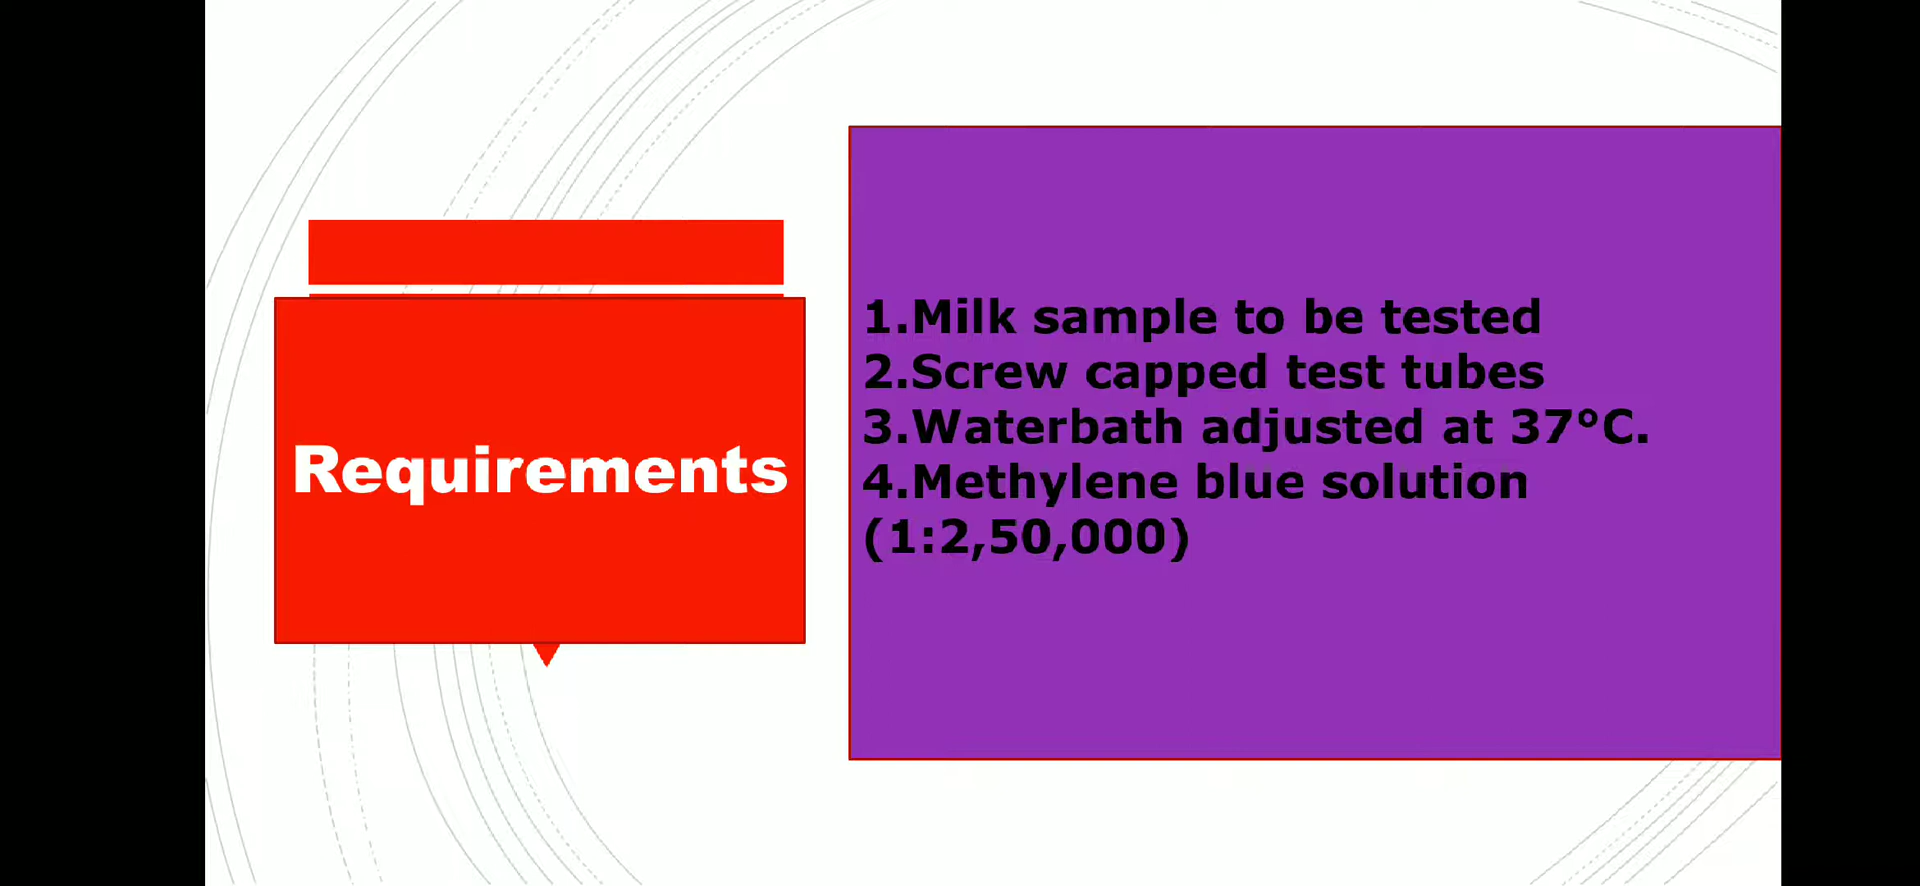 Requirements
1.Milk sample to be tested
2.Screw capped test tubes
3.Waterbath adjusted at 37°C.
4.Methylene blue solution
(1:2,50,000)